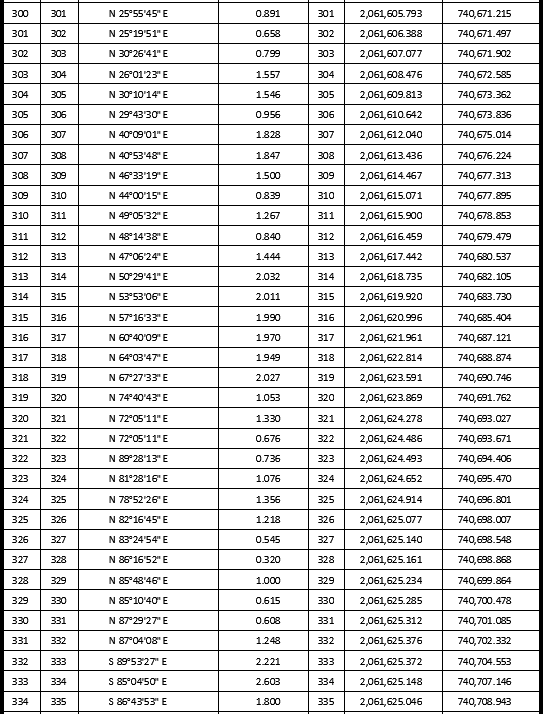 300 301 N 25°55'45" E 0.891 301 2,061,605.793 740,671.215
301 302 N 25°19'51" E 0.658 302 2,061,606.388 740,671.497
302 303 N 30°26'41" E 0.799 303 2,061,607.077 740,671.902
303 304 N 26°01'23" E 1.557 304 2,061,608.476 740,672.585
304 305 N 30°10'14" E 1.546 305 2,061,609.813 740,673.362
305 306 N 29°43'30" E 0.956 306 2,061,610.642 740,673.836
306 307 N 40°09'01" E 1.828 307 2,061,612.040 740,675.014
307 308 N 40°53'48" E 1.847 308 2,061,613.436 740,676.224
308 309 N 46°33'19" E 1.500 309 2,061,614.467 740,677.313
309 310 N 44°00'15" E 0.839 310 2,061,615.071 740,677.895
310 311 N 49°05'32" E 1.267 311 2,061,615.900 740,678.853
311 312 N 48°14'38" E 0.840 312 2,061,616.459 740,679.479
312 313 N 47°06'24" E 1.444 313 2,061,617.442 740,680.537
313 314 N 50°29'41" E 2.032 314 2,061,618.735 740,682.105
314 315 N 53°53'06" E 2.011 315 2,061,619.920 740,683.730
315 316 N 57°16'33" E 1.990 316 2,061,620.996 740,685.404
316 317 N 60°40'09" E 1.970 317 2,061,621.961 740,687.121
317 318 N 64°03'47" E 1.949 318 2,061,622.814 740,688.874
318 319 N 67°27'33" E 2.027 319 2,061,623.591 740,690.746
319 320 N 74°40'43" E 1.053 320 2,061,623.869 740,691.762
320 321 N 72°05'11" E 1.330 321 2,061,624.278 740,693.027
321 322 N 72°05'11" E 0.676 322 2,061,624.486 740,693.671
322 323 N 89°28'13" E 0.736 323 2,061,624.493 740,694.406
323 324 N 81°28'16" E 1.076 324 2,061,624.652 740,695.470
324 325 N 78°52'26" E 1.356 325 2,061,624.914 740,696.801
325 326 N 82°16'45" E 1.218 326 2,061,625.077 740,698.007
326 327 N 83°24'54" E 0.545 327 2,061,625.140 740,698.548
327 328 N 86°16'52" E 0.320 328 2,061,625.161 740,698.868
328 329 N 85°48'46" E 1.000 329 2,061,625.234 740,699.864
329 330 N 85°10'40" E 0.615 330 2,061,625.285 740,700.478
330 331 N 87°29'27" E 0.608 331 2,061,625.312 740,701.085
331 332 N 87°04'08" E 1.248 332 2,061,625.376 740,702.332
332 333 S 89°53'27" E 2.221 333 2,061,625.372 740,704.553
333 334 S 85°04'50" E 2.603 334 2,061,625.148 740,707.146
334 335 S 86°43'53" E 1.800 335 2,061,625.046 740,708.943